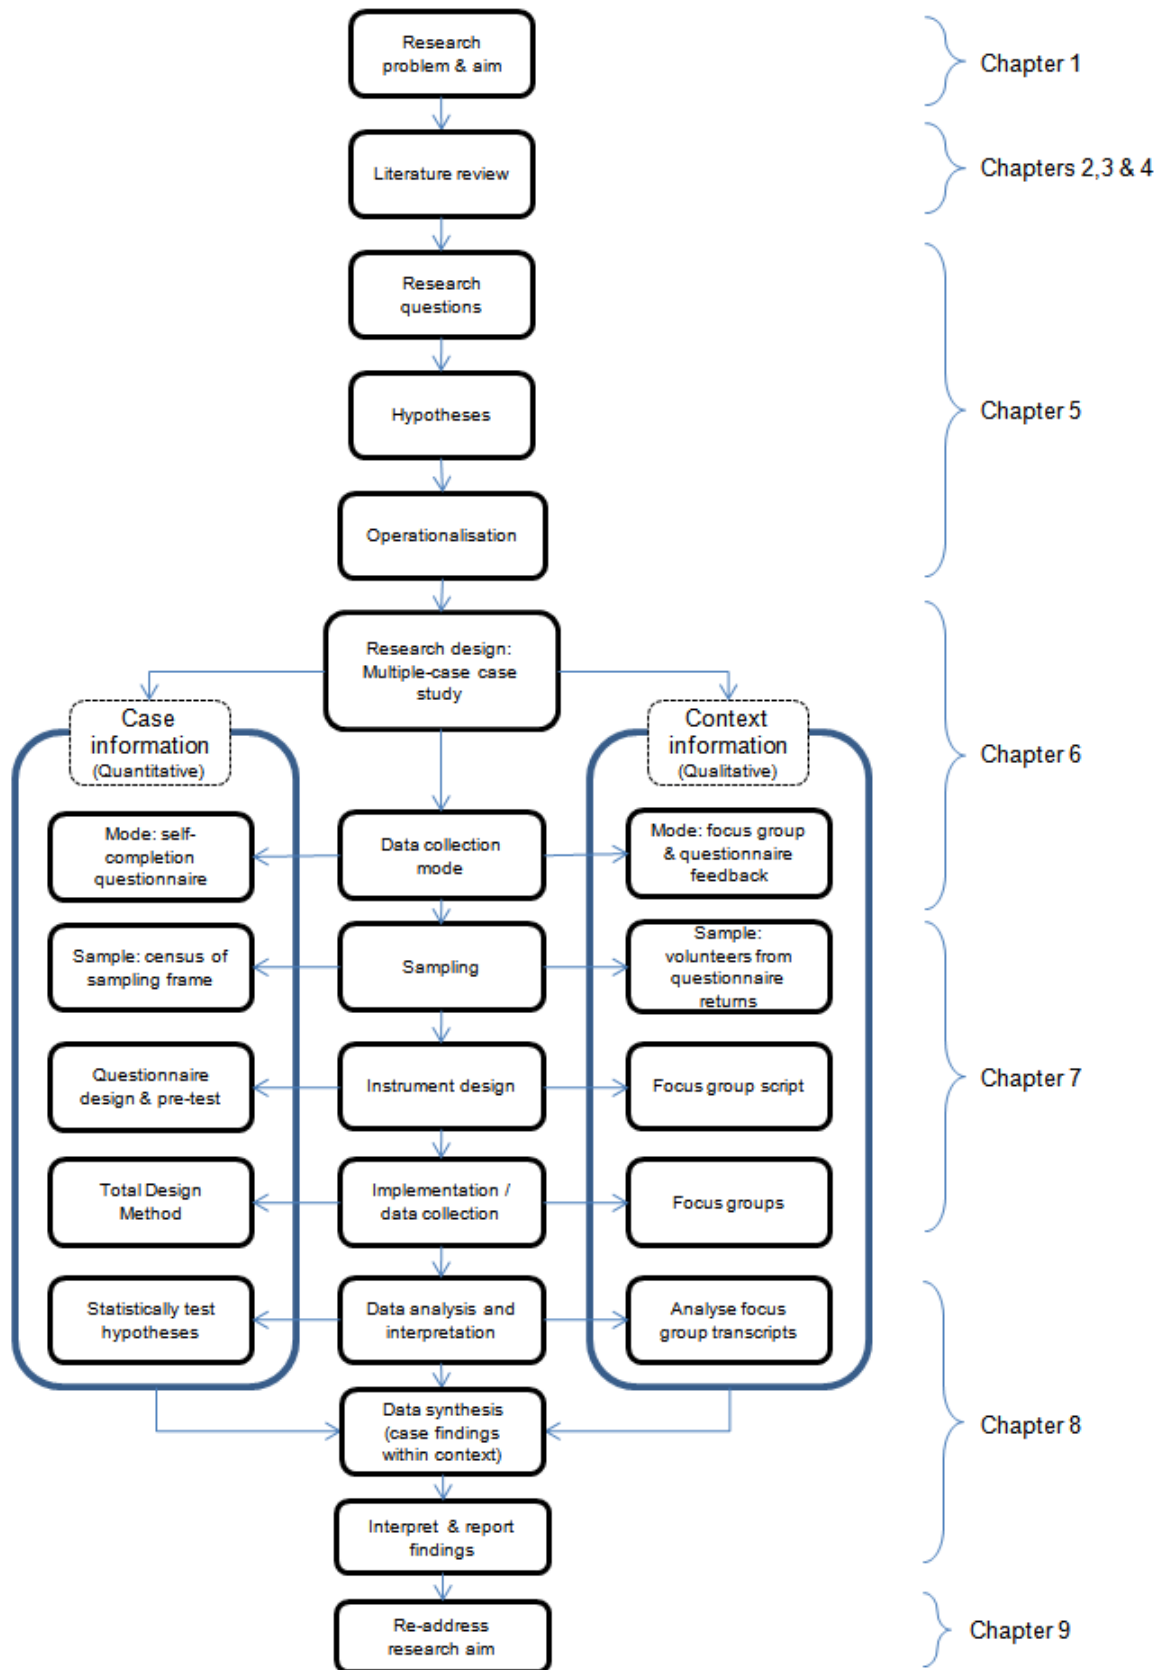 Research
problem & aim
Chapter 1
Literature review
Chapters 2,3 & 4
Research
questions
Hypotheses
Chapter 5
Operationalisation
Research design:
Multiple-case case
study
Case
information
(Quantitative)
Context
information
(Qualitative)
Chapter 6
Mode: self-
completion
questionnaire
Data collection
mode
Mode: focus group
& questionnaire
feedback
Sample: census of
sampling frame
Sampling
Sample:
volunteers from
questionnaire
returns
Questionnaire
design & pre-test
Instrument design
Focus group script
Chapter 7
Total Design
Method
Implementation /
data collection
Focus groups
Statistically test
hypotheses
Data analysis and
interpretation
Analyse focus
group transcripts
Data synthesis
(case findings
within context)
Chapter 8
Interpret & report
findings
Re-address
research aim
Chapter 9